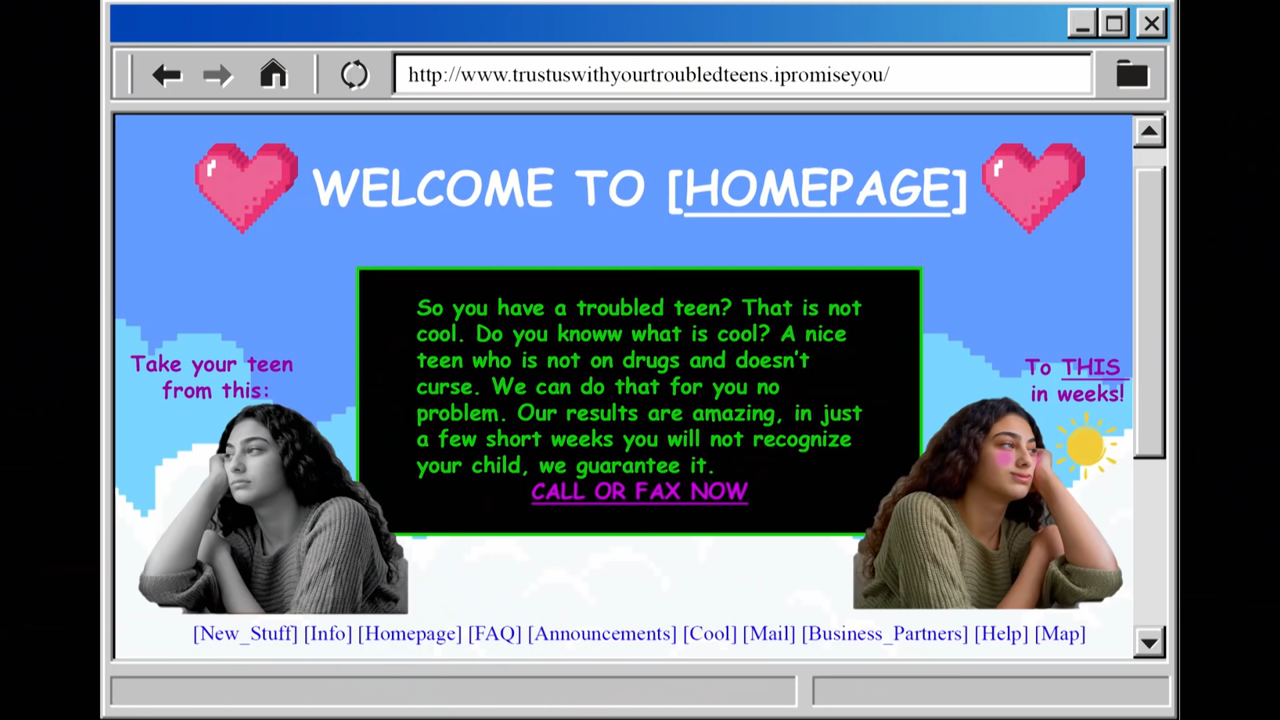 http://www.trustuswithyourtroubledteens.ipromiseyou/
WELCOME TO [HOMEPAGE]
So you have a troubled teen? That is not
cool. Do you knoww what is cool? A nice
teen who is not on drugs and doesn't
curse. We can do that for you no
problem. Our results are amazing, in just
a few short weeks you will not recognize
your child, we guarantee it.
CALL OR FAX NOW
Take your teen
from this:
To THIS
in weeks!
[New_Stuff] [Info] [Homepage] [FAQ] [Announcements] [Cool] [Mail] [Business_Partners] [Help] [Map]